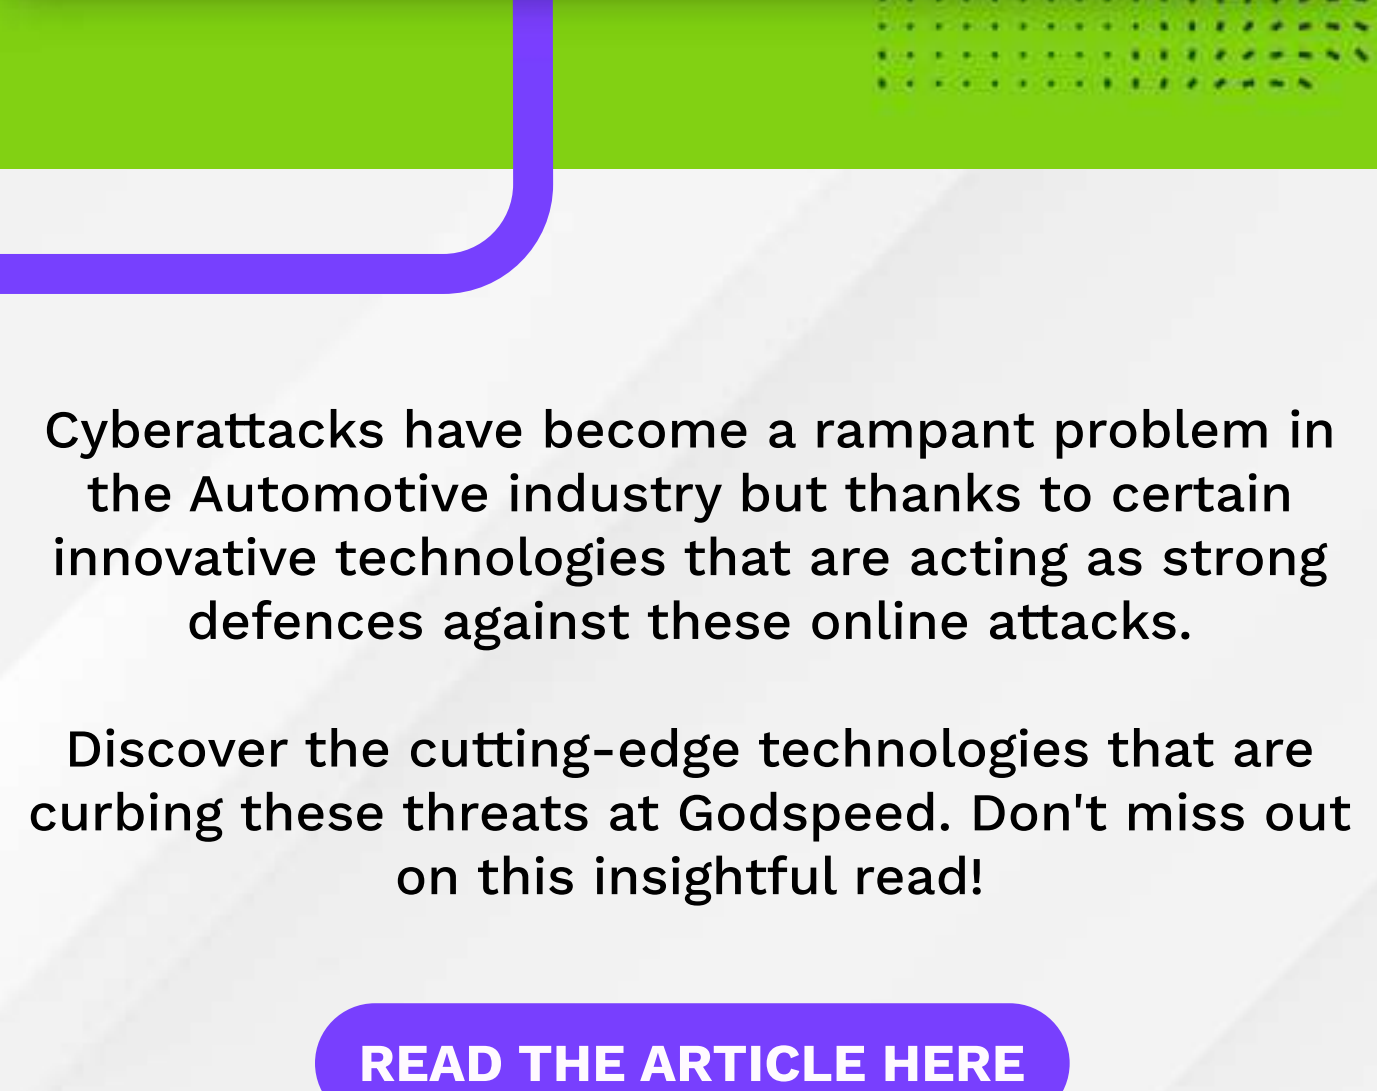 Cyberattacks have become a rampant problem in
the Automotive industry but thanks to certain
innovative technologies that are acting as strong
defences against these online attacks.
Discover the cutting-edge technologies that are
curbing these threats at Godspeed. Don't miss out
on this insightful read!
READ THE ARTICLE HERE